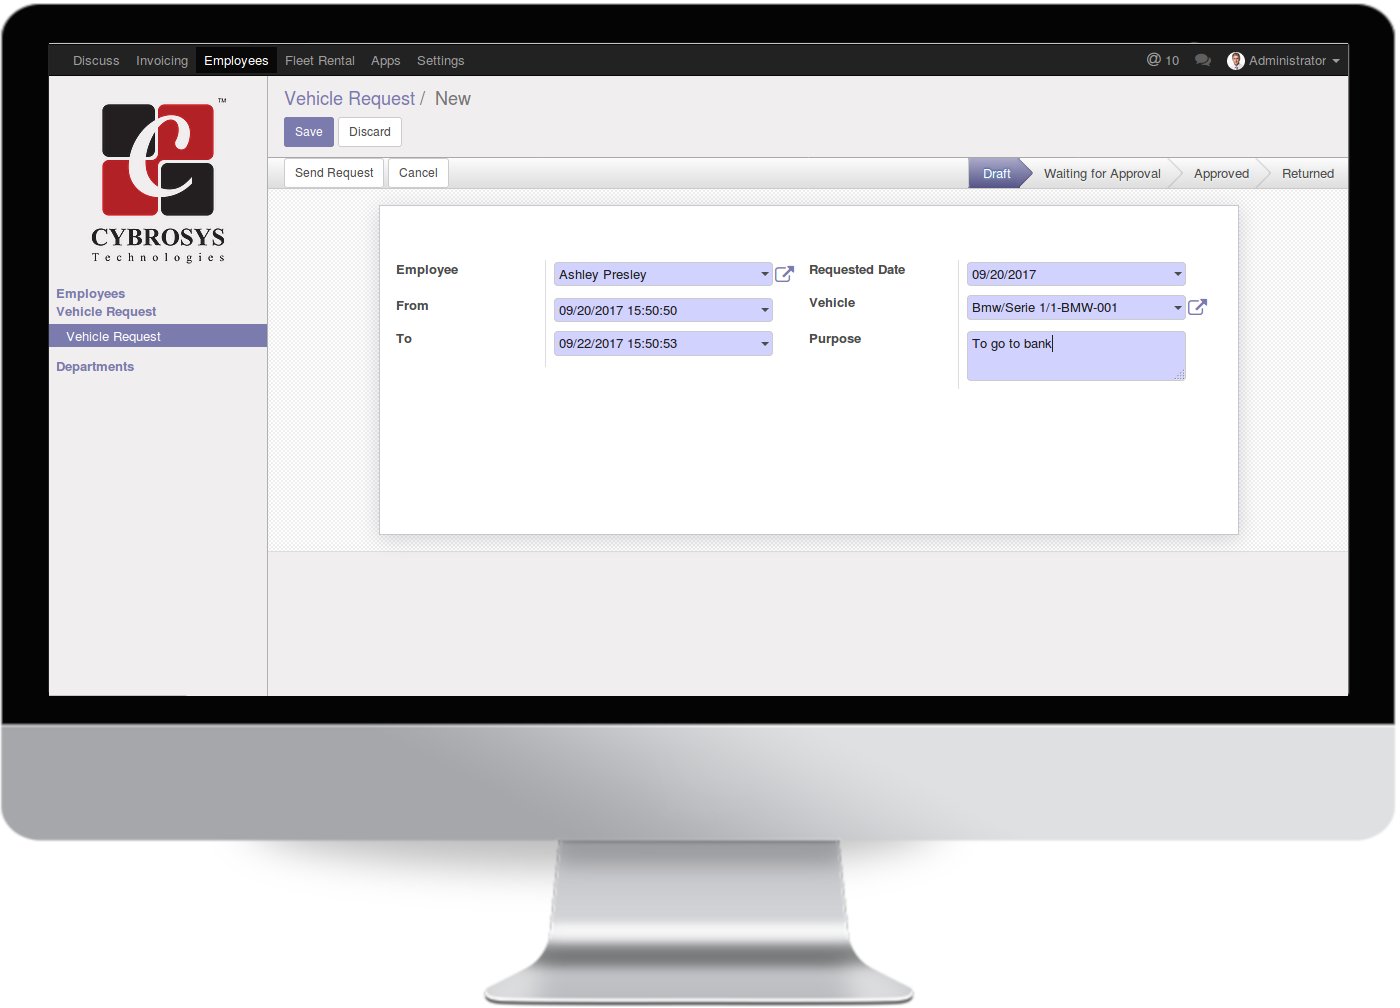 Discuss Invoicing Employees Fleet Rental Apps Settings @ 10 Administrator
™
C
CYBROSYS
Technologies
Employees
Vehicle Request
Vehicle Request
Departments
Vehicle Request / New
Save Discard
Send Request Cancel Draft Waiting for Approval Approved Returned
Employee Ashley Presley Requested Date 09/20/2017
From 09/20/2017 15:50:50 Vehicle Bmw/Serie 1/1-BMW-001
To 09/22/2017 15:50:53 Purpose To go to bank